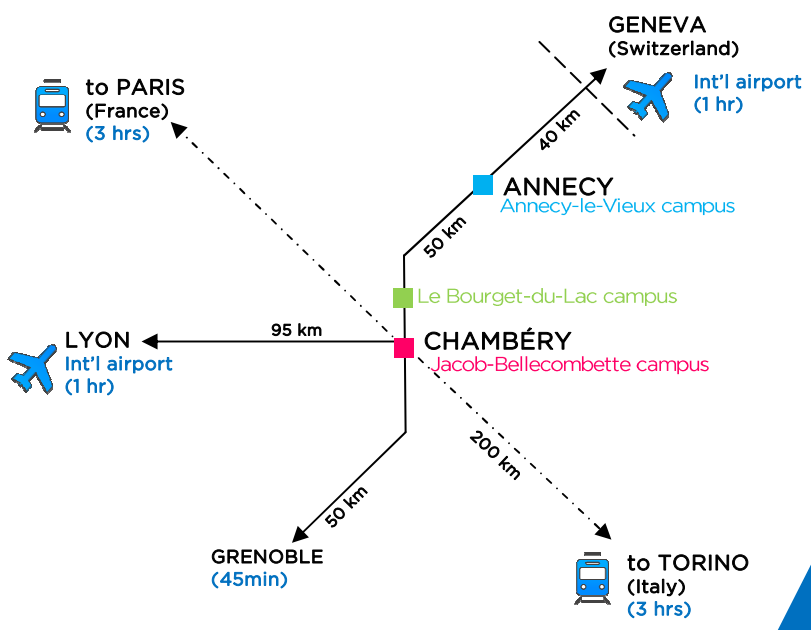 GENEVA
(Switzerland)
Int'l airport
(1 hr)
to PARIS
(France)
(3 hrs)
40 km
ANNECY
Annecy-le-Vieux campus
50 km
Le Bourget-du-Lac campus
95 km
LYON
Int'l airport
(1 hr)
CHAMBÉRY
Jacob-Bellecombette campus
200 km
50 km
GRENOBLE
(45min)
to TORINO
(Italy)
(3 hrs)